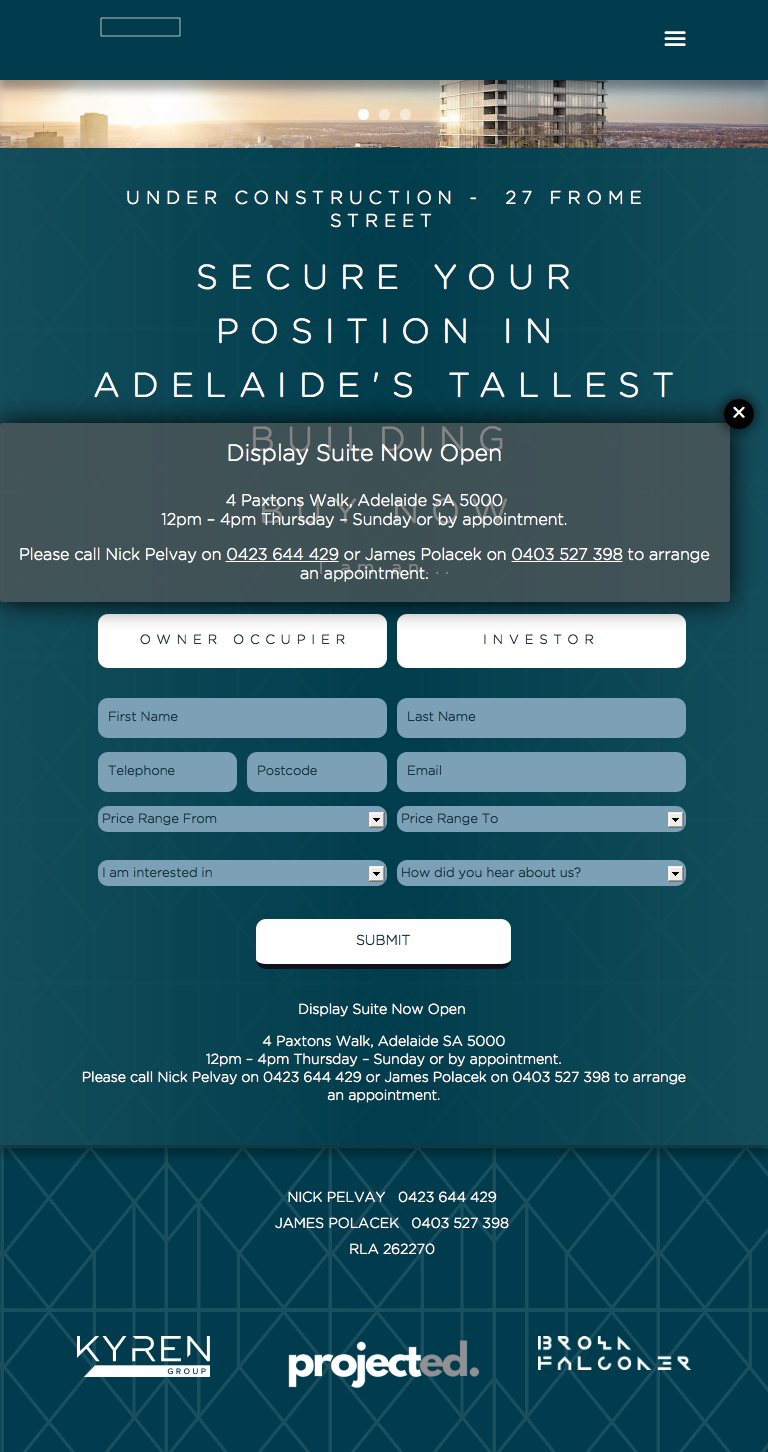 UNDER CONSTRUCTION - 27 FROME
STREET
SECURE YOUR
POSITION IN
ADELAIDE'S TALLEST
BUILDING
Display Suite Now Open
4 Paxtons Walk, Adelaide SA 5000
BUY NOW
12pm – 4pm Thursday – Sunday or by appointment.
Please call Nick Pelvay on 0423 644 429 or James Polacek on 0403 527 398 to arrange
an appointment.
I am an...
OWNER OCCUPIER
INVESTOR
First Name
Last Name
Telephone
Postcode
Email
Price Range From
Price Range To
I am interested in
How did you hear about us?
SUBMIT
Display Suite Now Open
4 Paxtons Walk, Adelaide SA 5000
12pm – 4pm Thursday – Sunday or by appointment.
Please call Nick Pelvay on 0423 644 429 or James Polacek on 0403 527 398 to arrange
an appointment.
NICK PELVAY 0423 644 429
JAMES POLACEK 0403 527 398
RLA 262270
KYREN
GROUP
projected.
BROWN
FALCONER